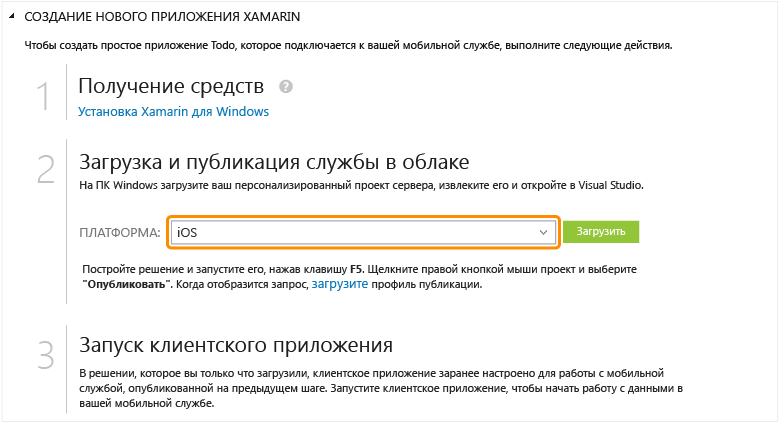 СОЗДАНИЕ НОВОГО ПРИЛОЖЕНИЯ XAMARIN
Чтобы создать простое приложение Todo, которое подключается к вашей мобильной службе, выполните следующие действия.
1 Получение средств ?
Установка Xamarin для Windows
2 Загрузка и публикация службы в облаке
На ПК Windows загрузите ваш персонализированный проект сервера, извлеките его и откройте в Visual Studio.
ПЛАТФОРМА: iOS Загрузить
Постройте решение и запустите его, нажав клавишу F5. Щелкните правой кнопкой мыши проект и выберите
"Опубликовать". Когда отобразится запрос, загрузите профиль публикации.
3 Запуск клиентского приложения
В решении, которое вы только что загрузили, клиентское приложение заранее настроено для работы с мобильной
службой, опубликованной на предыдущем шаге. Запустите клиентское приложение, чтобы начать работу с данными в
вашей мобильной службе.